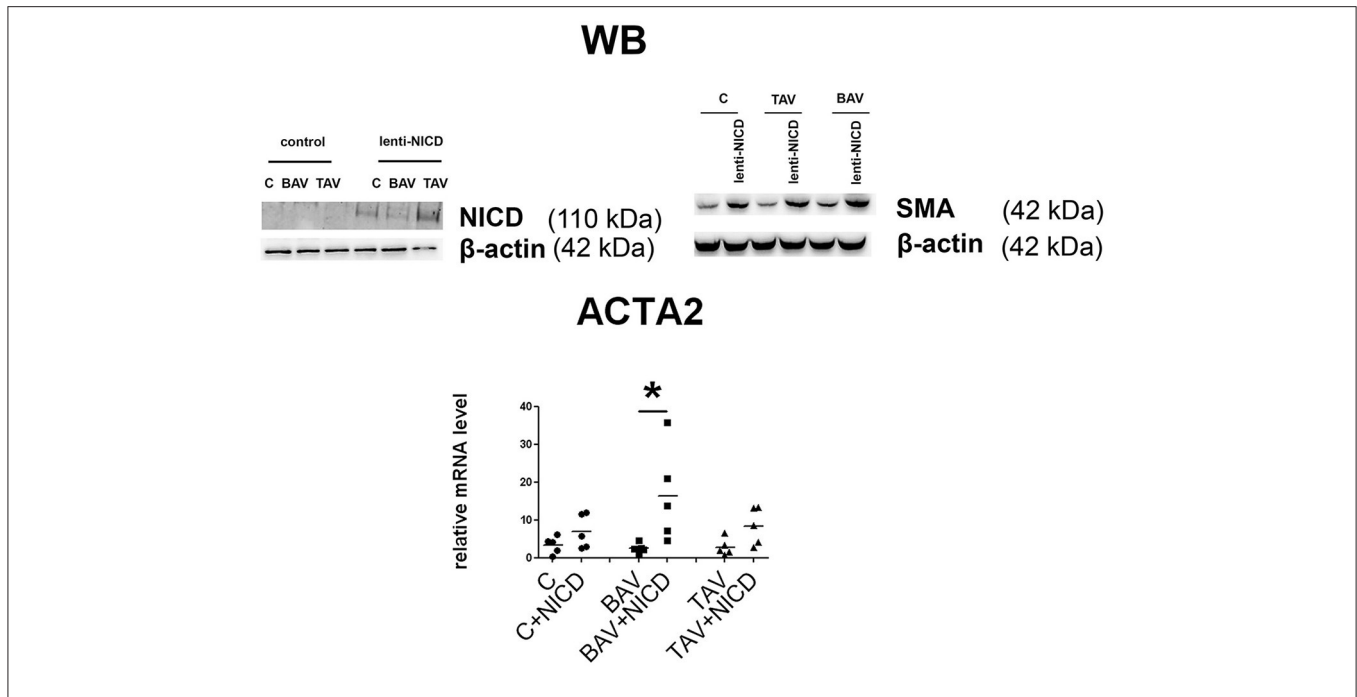 WB
control lenti-NICD
C BAV TAV C BAV TAV
NICD (110 kDa)
β-actin (42 kDa)
C TAV BAV
lenti-NICD lenti-NICD lenti-NICD
SMA (42 kDa)
β-actin (42 kDa)
ACTA2
relative mRNA level
40
30
20
10
0
*
C C+NICD BAV BAV+NICD TAV TAV+NICD